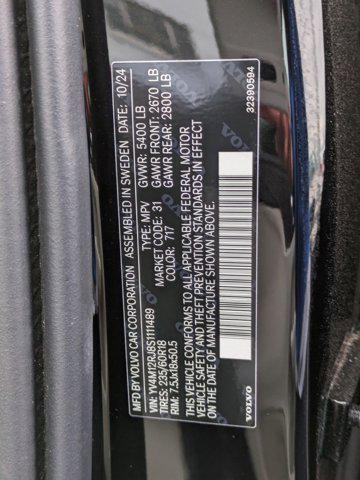 MFD BY VOLVO CAR CORPORATION ASSEMBLED IN SWEDEN DATE: 10/24
VIN: YV4M12RJ8S1111489 TYPE: MPV GVWR: 5400 LB
TIRES: 235/60R18 MARKET CODE: 31 GAWR FRONT: 2670 LB
RIM: 7.5Jx18x50.5 COLOR: 717 GAWR REAR: 2800 LB
VEHICLE CONFORMS TO ALL APPLICABLE FEDERAL MOTOR
VEHICLE SAFETY AND THEFT PREVENTION STANDARDS IN EFFECT
ON THE DATE OF MANUFACTURE SHOWN ABOVE.
VOLVO 32390594